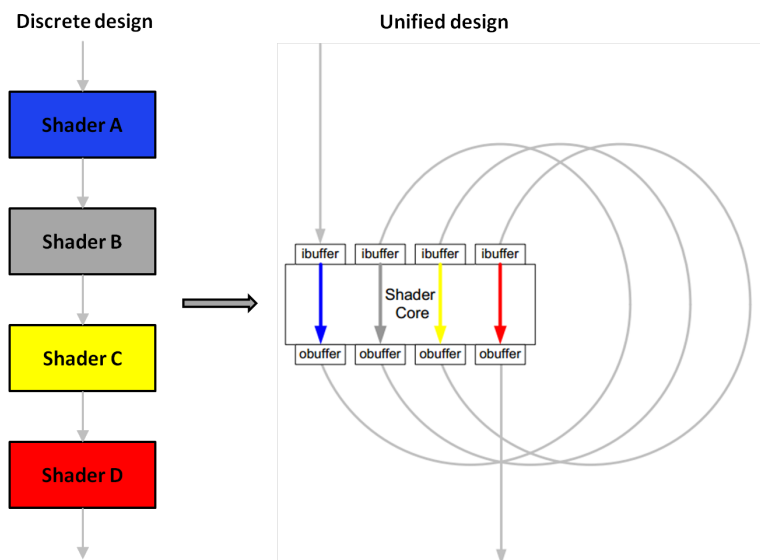 Discrete design
Unified design
Shader A
Shader B
Shader C
Shader D
ibuffer ibuffer ibuffer ibuffer
Shader
Core
obuffer obuffer obuffer obuffer